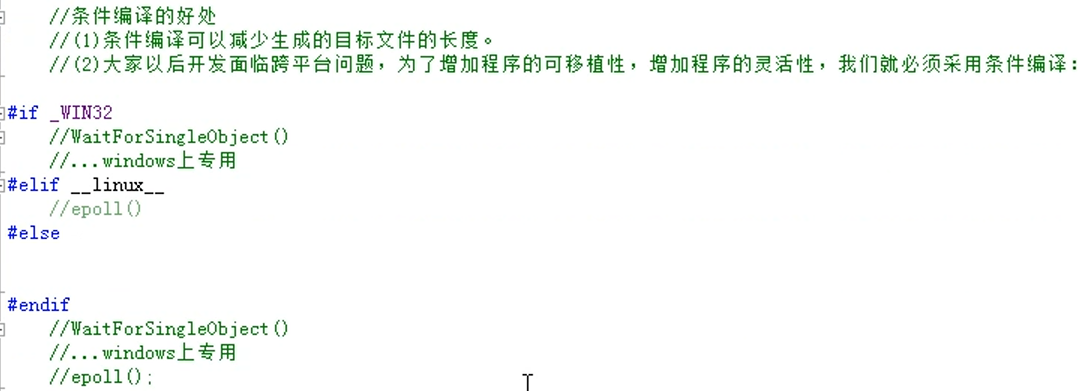 //条件编译的好处
//(1)条件编译可以减少生成的目标文件的长度。
//(2)大家以后开发面临跨平台问题，为了增加程序的可移植性，增加程序的灵活性，我们就必须采用条件编译：
#if _WIN32
//WaitForSingleObject()
//...windows上专用
#elif __linux__
//epoll()
#else
#endif
//WaitForSingleObject()
//...windows上专用
//epoll();